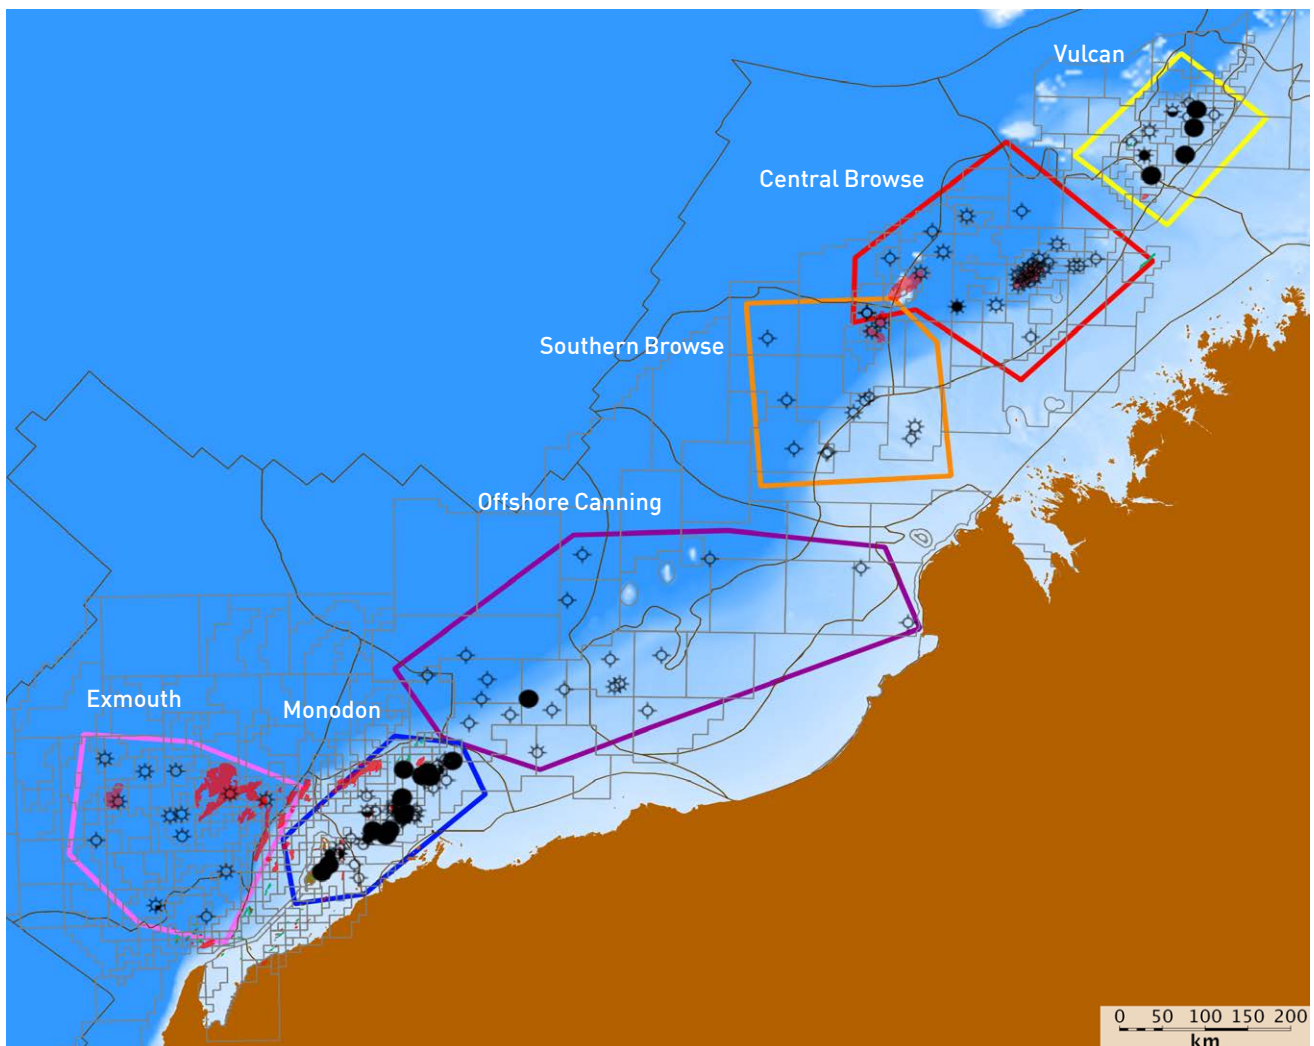 Vulcan
Central Browse
Southern Browse
Offshore Canning
Exmouth
Monodon
0 50 100 150 200
km